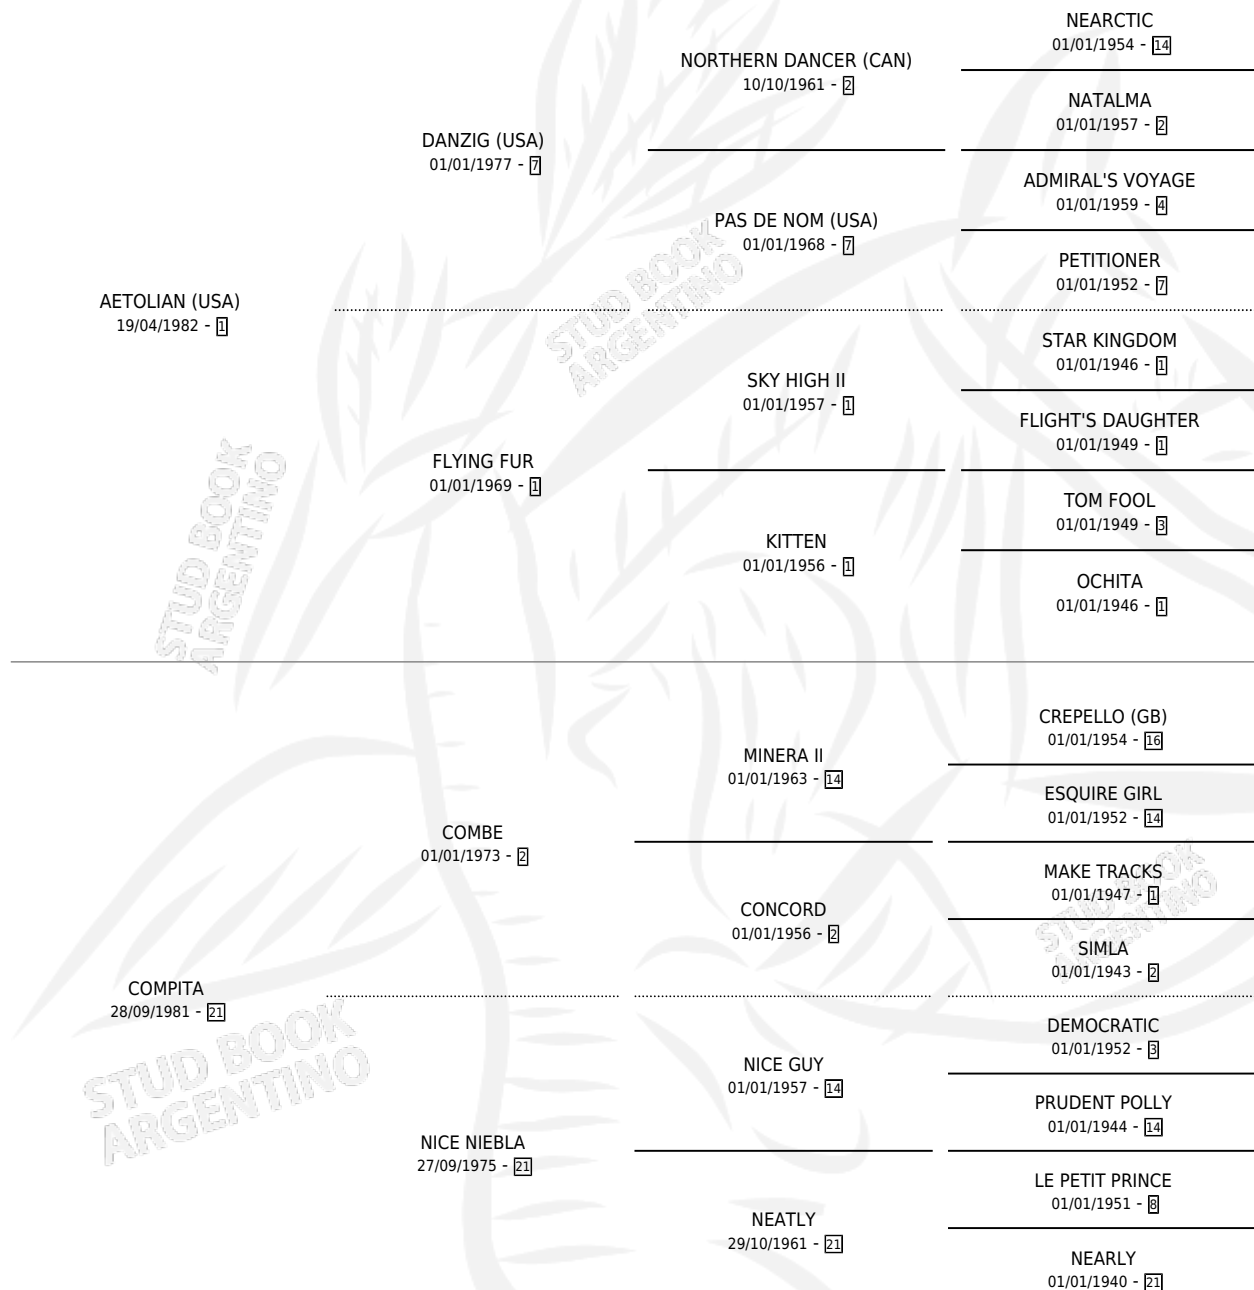 NEARCTIC
01/01/1954 - 14
NORTHERN DANCER (CAN)
10/10/1961 - 2
NATALMA
01/01/1957 - 2
DANZIG (USA)
01/01/1977 - 7
ADMIRAL'S VOYAGE
01/01/1959 - 4
PAS DE NOM (USA)
01/01/1968 - 7
PETITIONER
01/01/1952 - 7
AETOLIAN (USA)
19/04/1982 - 1
STAR KINGDOM
01/01/1946 - 1
SKY HIGH II
01/01/1957 - 1
FLIGHT'S DAUGHTER
01/01/1949 - 1
FLYING FUR
01/01/1969 - 1
TOM FOOL
01/01/1949 - 3
KITTEN
01/01/1956 - 1
OCHITA
01/01/1946 - 1
CREPELLO (GB)
01/01/1954 - 16
MINERA II
01/01/1963 - 14
ESQUIRE GIRL
01/01/1952 - 14
COMBE
01/01/1973 - 2
MAKE TRACKS
01/01/1947 - 1
CONCORD
01/01/1956 - 2
SIMLA
01/01/1943 - 2
COMPITA
28/09/1981 - 21
DEMOCRATIC
01/01/1952 - 3
NICE GUY
01/01/1957 - 14
PRUDENT POLLY
01/01/1944 - 14
NICE NIEBLA
27/09/1975 - 21
LE PETIT PRINCE
01/01/1951 - 8
NEATLY
29/10/1961 - 21
NEARLY
01/01/1940 - 21
STUD BOOK
ARGENTINO
STUD BOOK
ARGENTINO
STUD BOOK
ARGENTINO
STUD BOOK
ARGENTINO